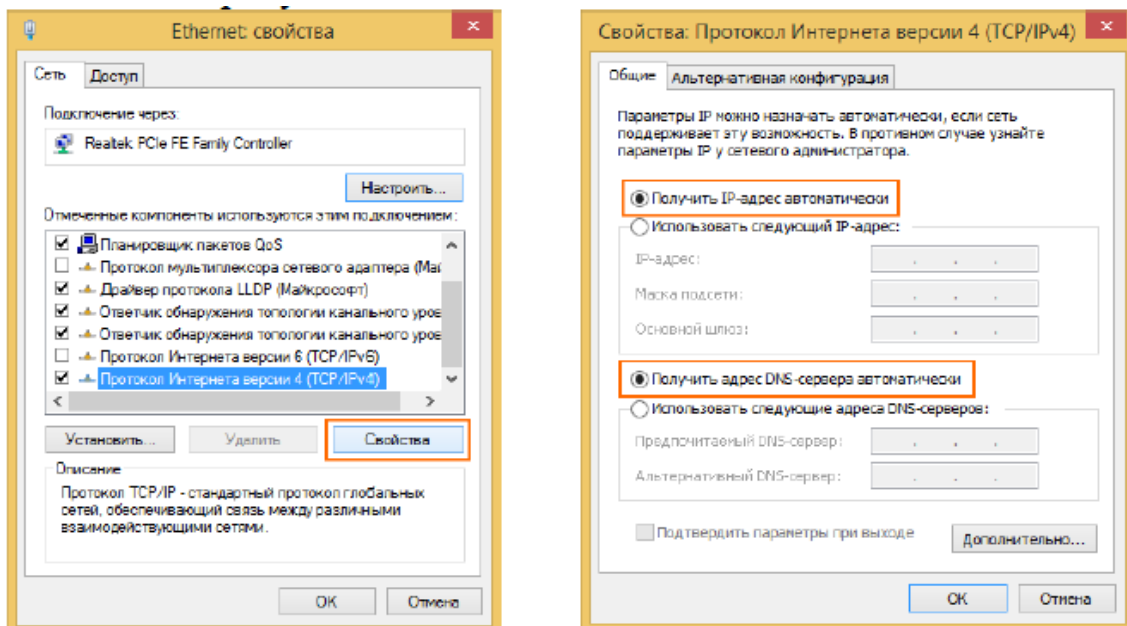 Ethernet: свойства
Сеть
Доступ
Подключение через:
Realtek PCIe FE Family Controller
Настроить...
Отмеченные компоненты используются этим подключением:
Планировщик пакетов QoS
Протокол мультиплексора сетевого адаптера (Май
Драйвер протокола LLDP (Майкрософт)
Ответчик обнаружения топологии канального уров
Ответчик обнаружения топологии канального уров
Протокол Интернета версии 6 (TCP/IPv6)
Протокол Интернета версии 4 (TCP/IPv4)
Установить...
Удалить
Свойства
Описание
Протокол TCP/IP - стандартный протокол глобальных
сетей, обеспечивающий связь между различными
взаимодействующими сетями.
OK
Отмена
Свойства: Протокол Интернета версии 4 (TCP/IPv4)
Общие
Альтернативная конфигурация
Параметры IP можно назначать автоматически, если сеть
поддерживает эту возможность. В противном случае узнайте
параметры IP у сетевого администратора.
Получить IP-адрес автоматически
Использовать следующий IP-адрес:
IP-адрес:
Маска подсети:
Основной шлюз:
Получить адрес DNS-сервера автоматически
Использовать следующие адреса DNS-серверов:
Предпочитаемый DNS-сервер:
Альтернативный DNS-сервер:
Подтвердить параметры при выходе
Дополнительно...
OK
Отмена